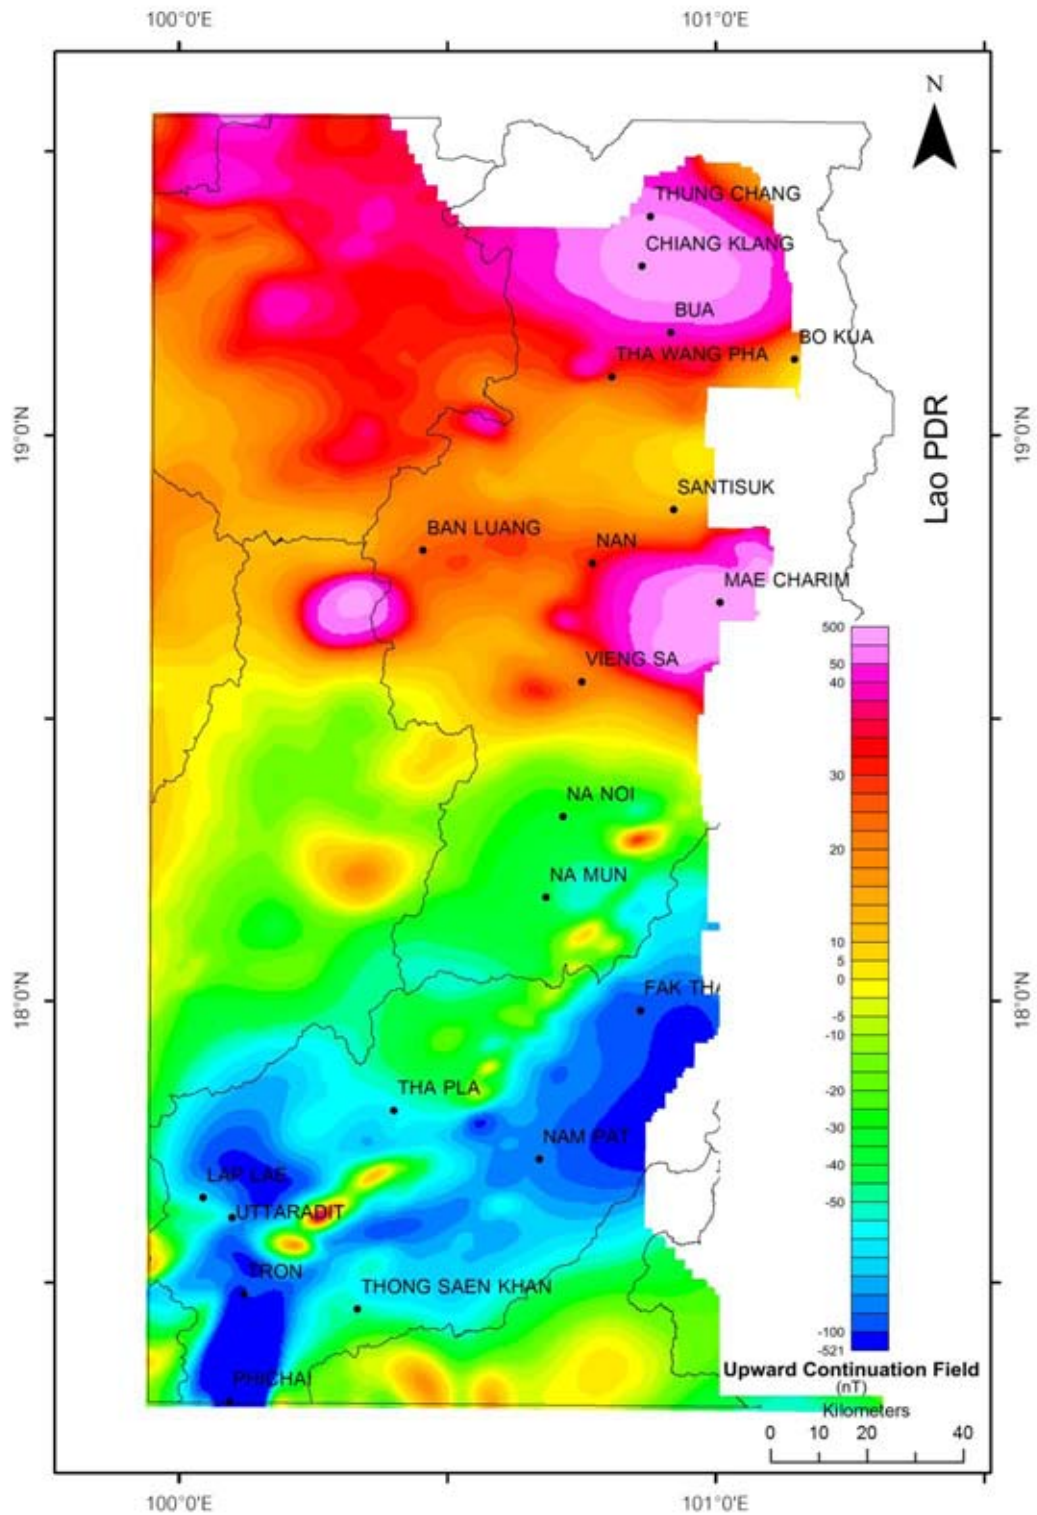 100°0'E
101°0'E
N
THUNG CHANG
CHIANG KLANG
BUA
BO KUA
THA WANG PHA
19°0'N
19°0'N
Lao PDR
SANTISUK
BAN LUANG
NAN
MAE CHARIM
VIENG SA
500
50
40
30
20
10
5
0
-5
-10
-20
-30
-40
-50
-100
-521
NA NOI
NA MUN
18°0'N
18°0'N
FAK THA
THA PLA
NAM PAT
LAP LAE
UTTARADIT
TRON
THONG SAEN KHAN
PHICHAI
Upward Continuation Field
(nT)
Kilometers
0 10 20 40
100°0'E
101°0'E